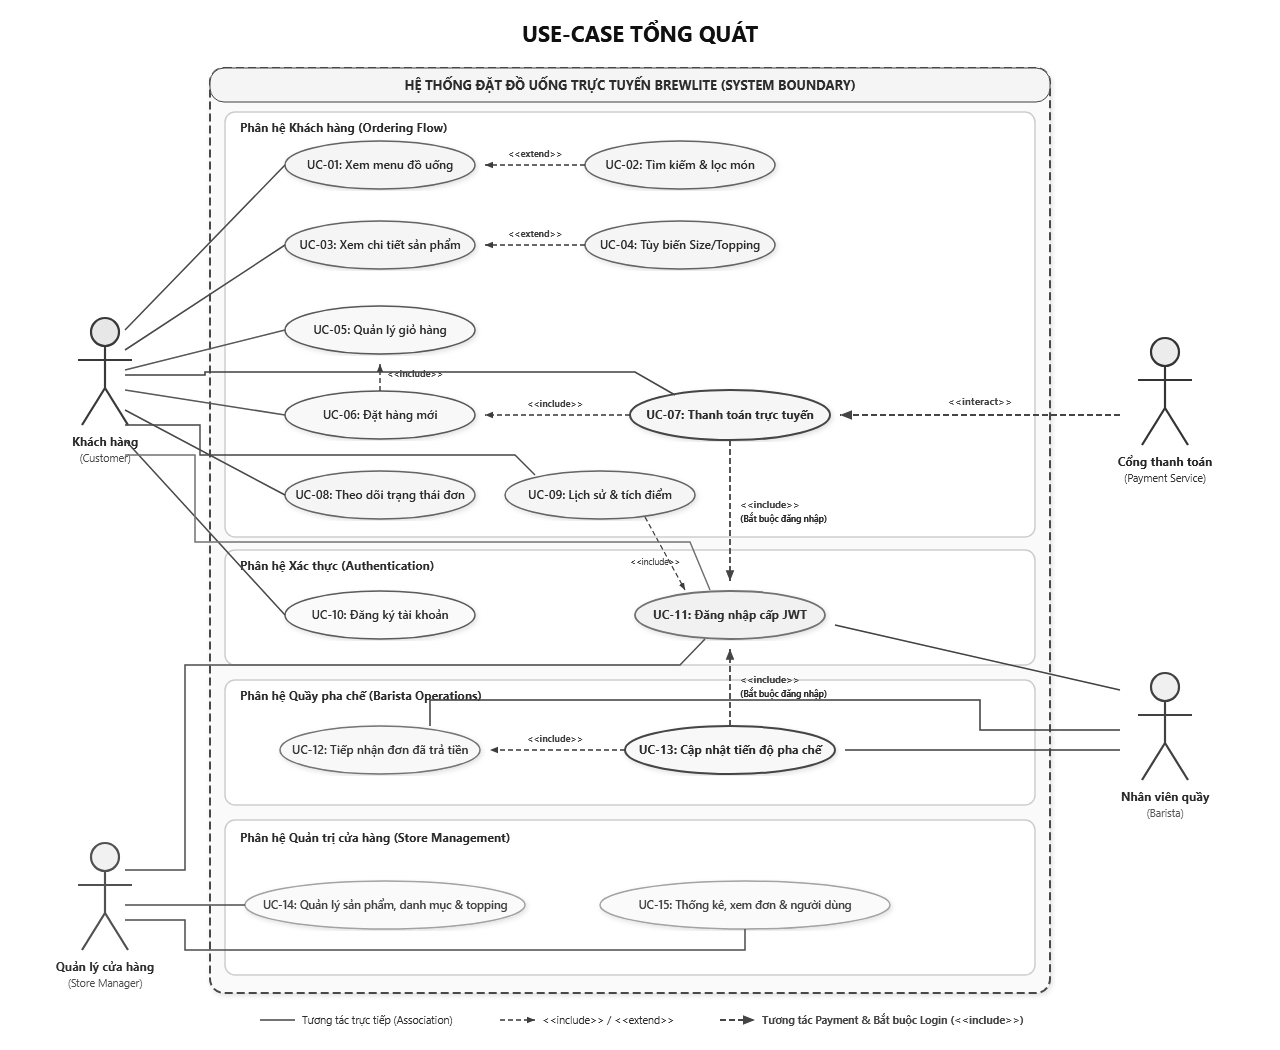 USE-CASE TỔNG QUÁT
HỆ THỐNG ĐẶT ĐỒ UỐNG TRỰC TUYẾN BREWLITE (SYSTEM BOUNDARY)
Phân hệ Khách hàng (Ordering Flow)
UC-01: Xem menu đồ uống
<<extend>>
UC-02: Tìm kiếm & lọc món
UC-03: Xem chi tiết sản phẩm
<<extend>>
UC-04: Tùy biến Size/Topping
UC-05: Quản lý giỏ hàng
<<include>>
UC-06: Đặt hàng mới
<<include>>
UC-07: Thanh toán trực tuyến
<<interact>>
Khách hàng
(Customer)
Cổng thanh toán
(Payment Service)
UC-08: Theo dõi trạng thái đơn
UC-09: Lịch sử & tích điểm
<<include>>
(Bắt buộc đăng nhập)
<<include>>
Phân hệ Xác thực (Authentication)
UC-10: Đăng ký tài khoản
UC-11: Đăng nhập cấp JWT
<<include>>
(Bắt buộc đăng nhập)
Phân hệ Quầy pha chế (Barista Operations)
UC-12: Tiếp nhận đơn đã trả tiền
<<include>>
UC-13: Cập nhật tiến độ pha chế
Nhân viên quầy
(Barista)
Phân hệ Quản trị cửa hàng (Store Management)
UC-14: Quản lý sản phẩm, danh mục & topping
UC-15: Thống kê, xem đơn & người dùng
Quản lý cửa hàng
(Store Manager)
Tương tác trực tiếp (Association)
<<include>> / <<extend>>
Tương tác Payment & Bắt buộc Login (<<include>>)